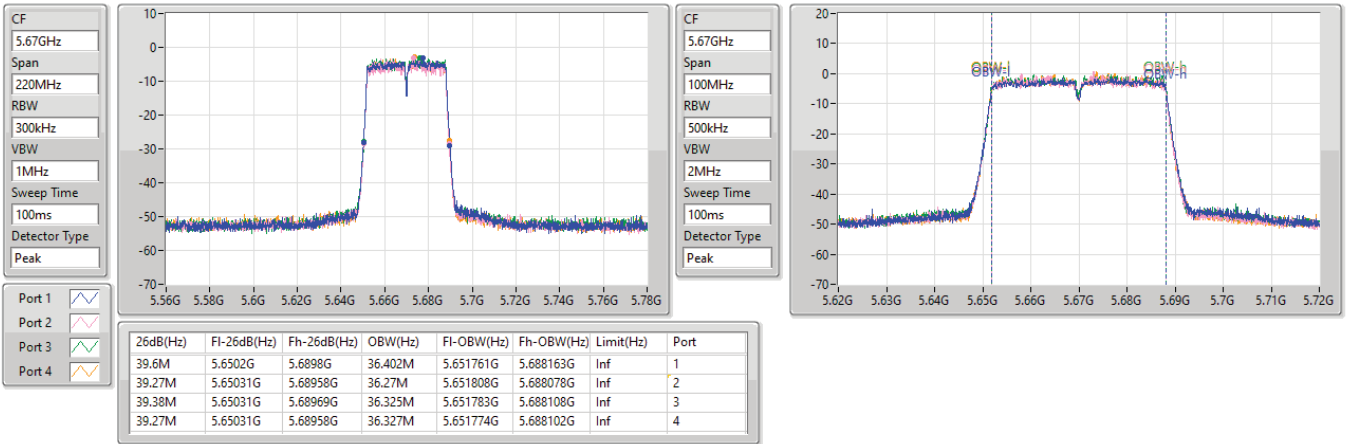 CF
5.67GHz
Span
220MHz
RBW
300kHz
VBW
1MHz
Sweep Time
100ms
Detector Type
Peak
10
0
-10
-20
-30
-40
-50
-60
-70
5.56G 5.58G 5.6G 5.62G 5.64G 5.66G 5.68G 5.7G 5.72G 5.74G 5.76G 5.78G
CF
5.67GHz
Span
100MHz
RBW
500kHz
VBW
2MHz
Sweep Time
100ms
Detector Type
Peak
20
10
0
-10
-20
-30
-40
-50
-60
-70
OBW-l OBW-h
5.62G 5.63G 5.64G 5.65G 5.66G 5.67G 5.68G 5.69G 5.7G 5.71G 5.72G
Port 1
Port 2
Port 3
Port 4
26dB(Hz) Fl-26dB(Hz) Fh-26dB(Hz) OBW(Hz) Fl-OBW(Hz) Fh-OBW(Hz) Limit(Hz) Port
39.6M 5.6502G 5.6898G 36.402M 5.651761G 5.688163G Inf 1
39.27M 5.65031G 5.68958G 36.27M 5.651808G 5.688078G Inf 2
39.38M 5.65031G 5.68969G 36.325M 5.651783G 5.688108G Inf 3
39.27M 5.65031G 5.68958G 36.327M 5.651774G 5.688102G Inf 4